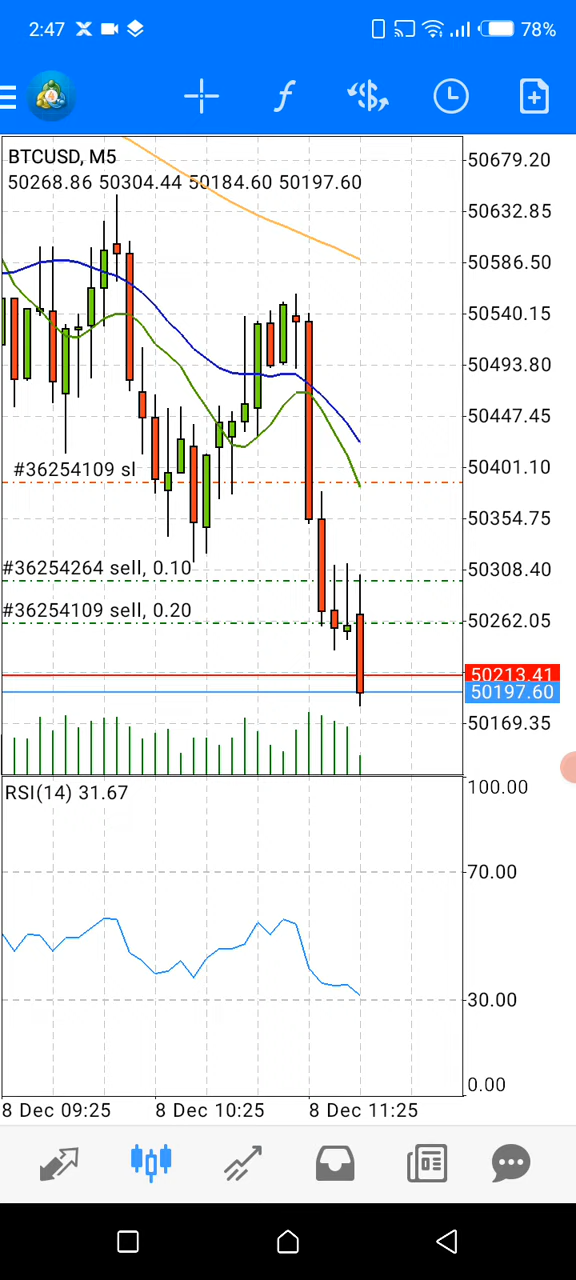 2:47 78%
4
BTCUSD, M5
50268.86 50304.44 50184.60 50197.60
50679.20
50632.85
50586.50
50540.15
50493.80
50447.45
50401.10
#36254109 sl
50354.75
#36254264 sell, 0.10
50308.40
#36254109 sell, 0.20
50262.05
50213.41
50197.60
50169.35
RSI(14) 31.67
100.00
70.00
30.00
0.00
8 Dec 09:25 8 Dec 10:25 8 Dec 11:25